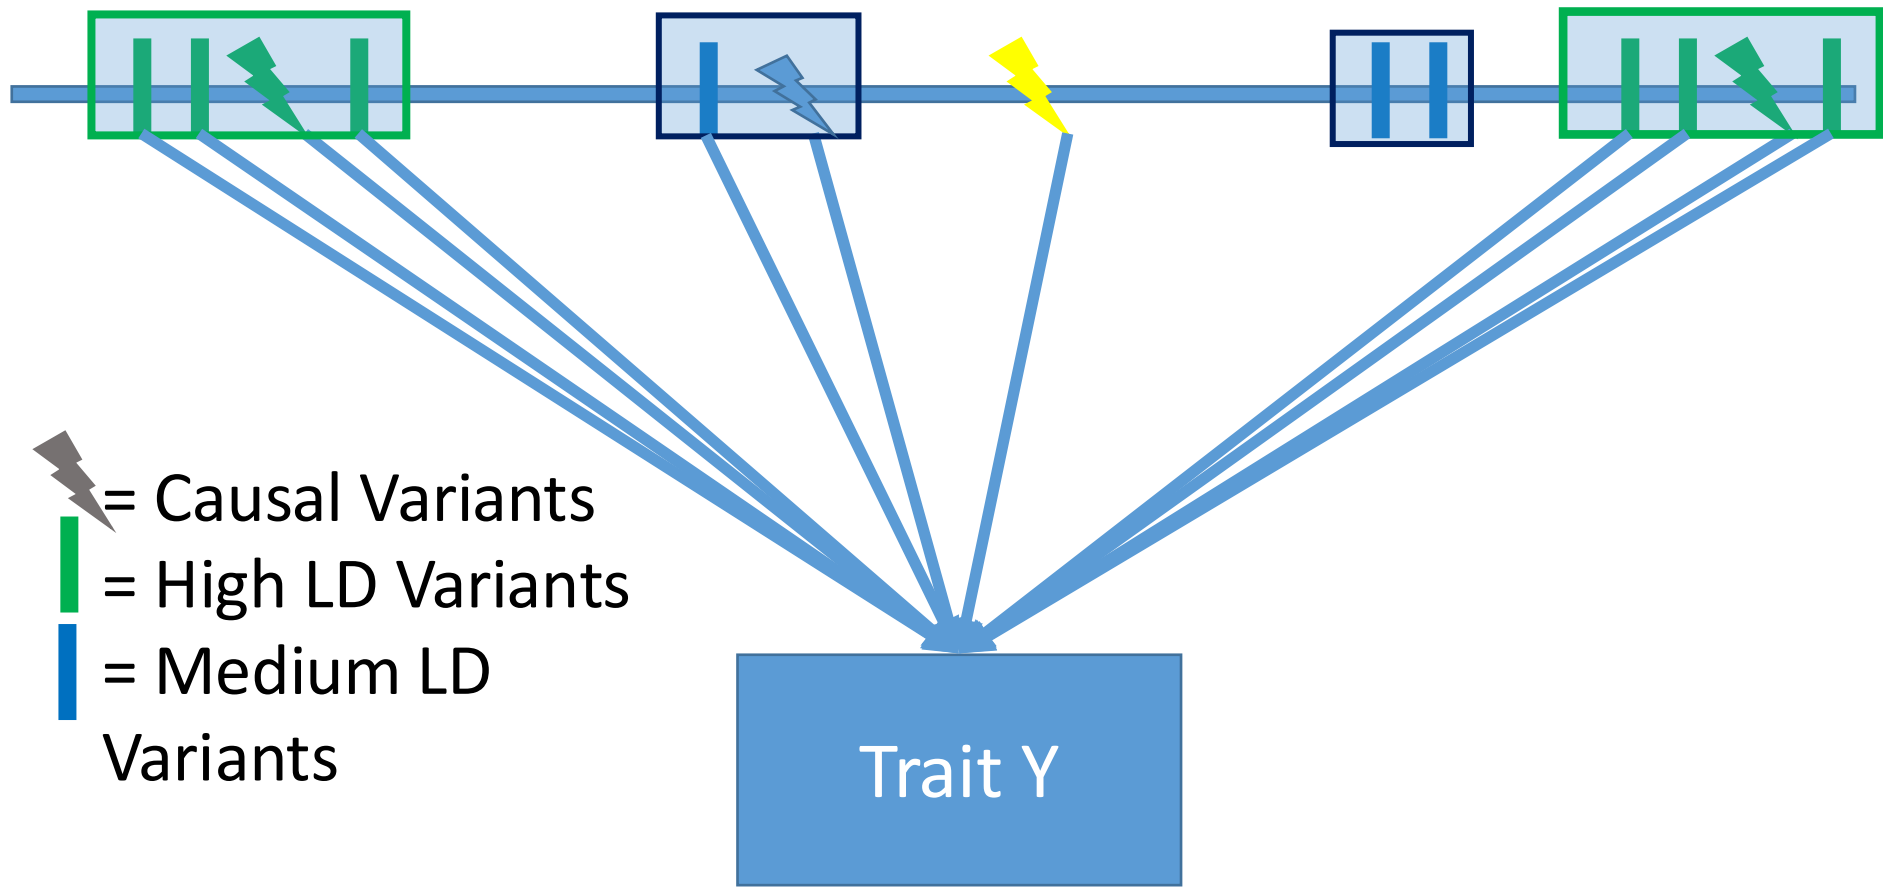 = Causal Variants
= High LD Variants
= Medium LD
Variants
Trait Y